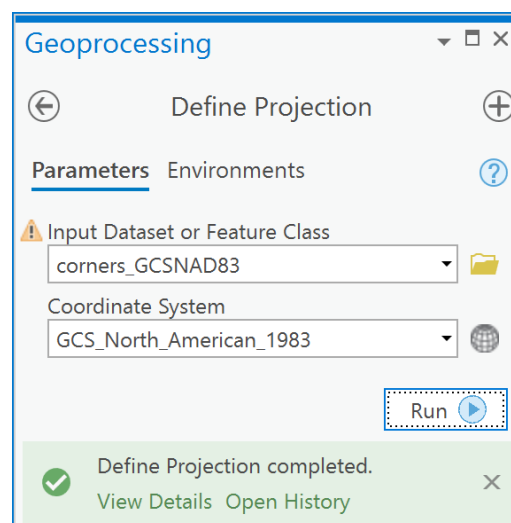 Geoprocessing
Define Projection
Parameters Environments
Input Dataset or Feature Class
corners_GCSNAD83
Coordinate System
GCS_North_American_1983
Run
Define Projection completed.
View Details Open History